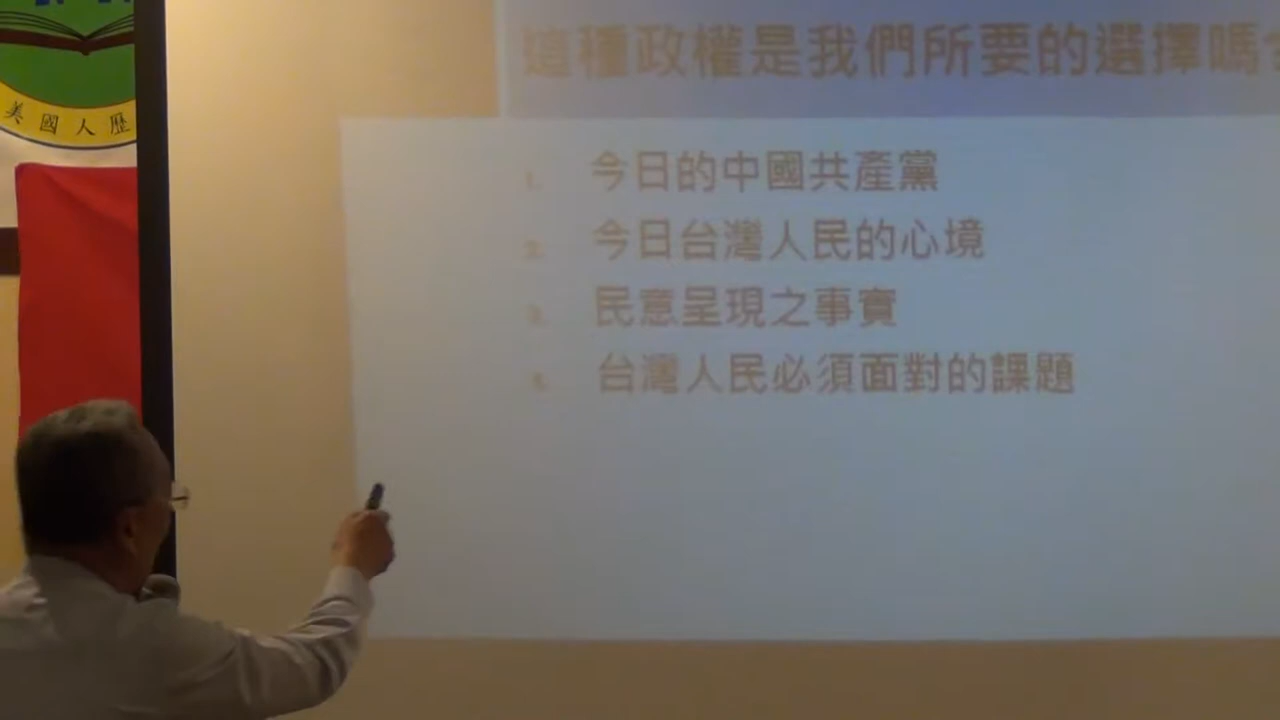 美國人歷
這種政權是我們所要的選擇嗎
1. 今日的中國共產黨
2. 今日台灣人民的心境
3. 民意呈現之事實
4. 台灣人民必須面對的課題